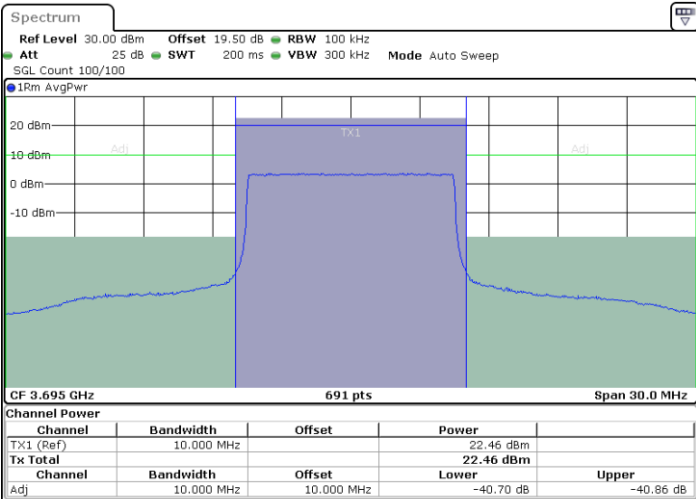 Spectrum
Ref Level 30.00 dBm Offset 19.50 dB RBW 100 kHz
Att 25 dB SWT 200 ms VBW 300 kHz Mode Auto Sweep
SGL Count 100/100
1Rm AvgPwr
20 dBm
TX1
Adj
Adj
10 dBm
0 dBm
-10 dBm
CF 3.695 GHz 691 pts Span 30.0 MHz
Channel Power
Channel Bandwidth Offset Power
TX1 (Ref) 10.000 MHz 22.46 dBm
Tx Total 22.46 dBm
Channel Bandwidth Offset Lower Upper
Adj 10.000 MHz 10.000 MHz -40.70 dB -40.86 dB